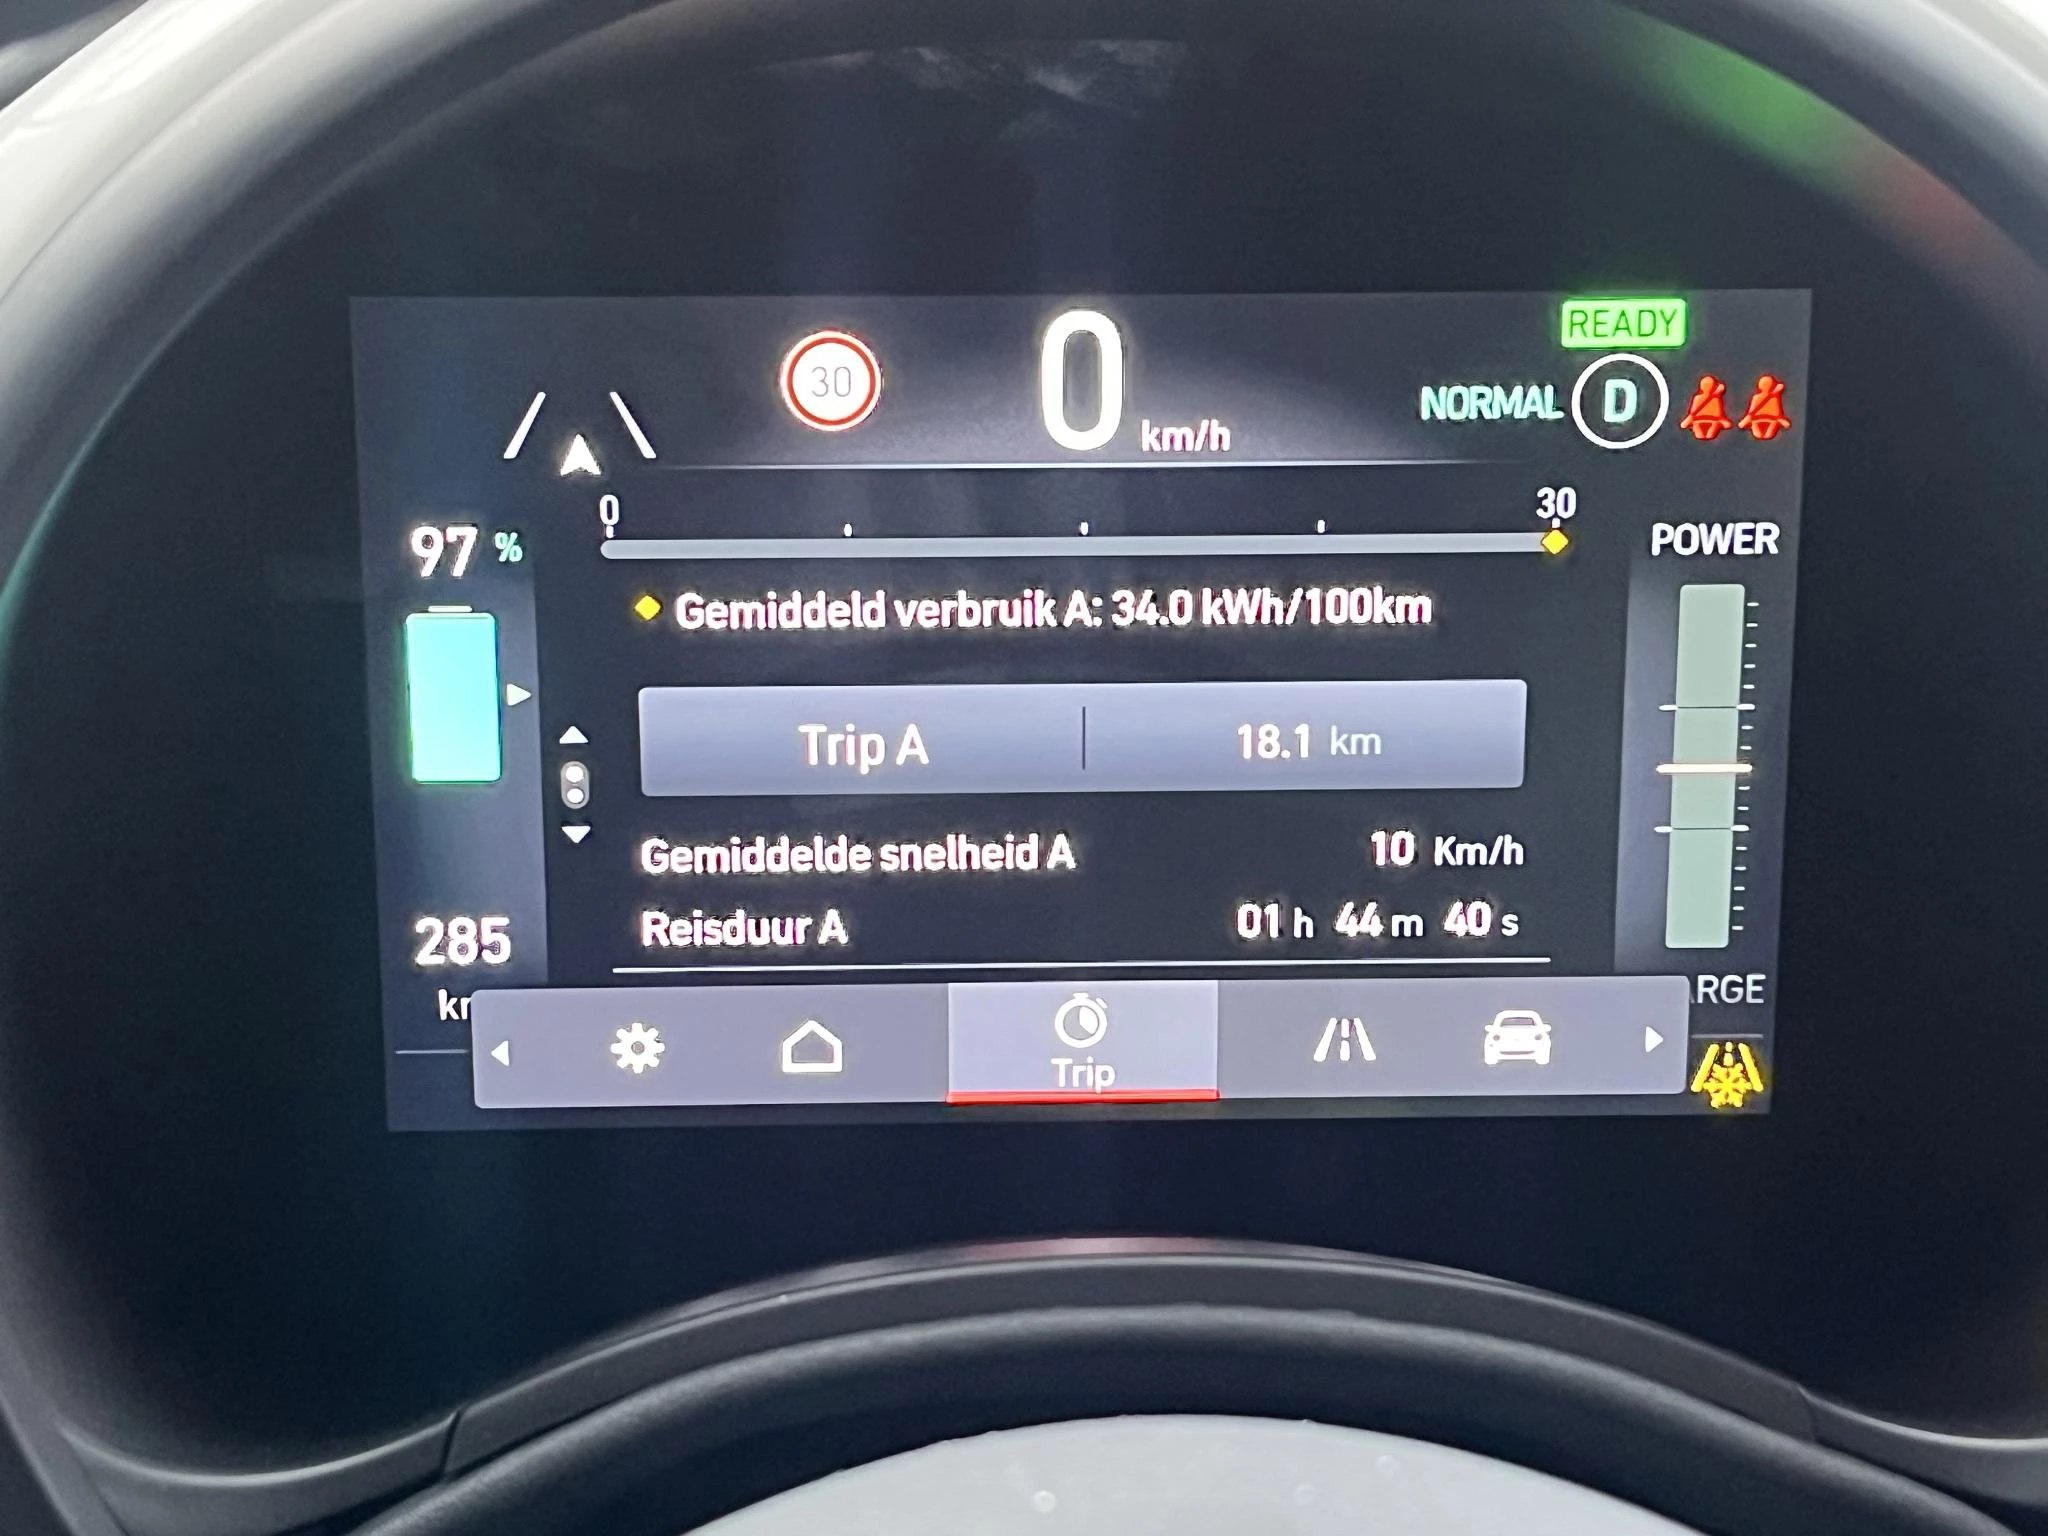 READY
30
0 km/h
NORMAL D
0 30
97 %
POWER
Gemiddeld verbruik A: 34.0 kWh/100km
Trip A 18.1 km
Gemiddelde snelheid A 10 Km/h
Reisduur A 01 h 44 m 40 s
285
RGE
Trip